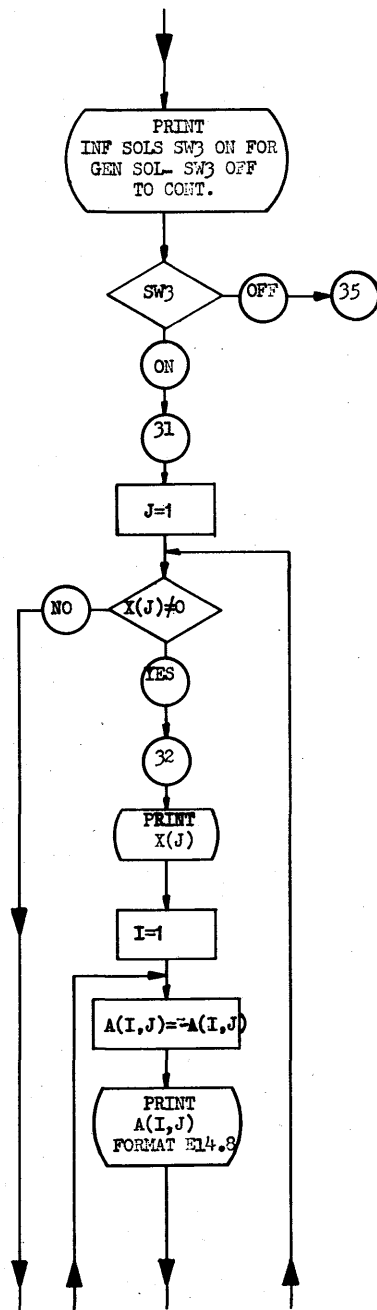 PRINT
INF SOLS SW3 ON FOR
GEN SOL- SW3 OFF
TO CONT.
SW3
OFF
35
ON
31
J=1
NO
X(J)≠0
YES
32
PRINT
X(J)
I=1
A(I,J)=-A(I,J)
PRINT
A(I,J)
FORMAT E14.8